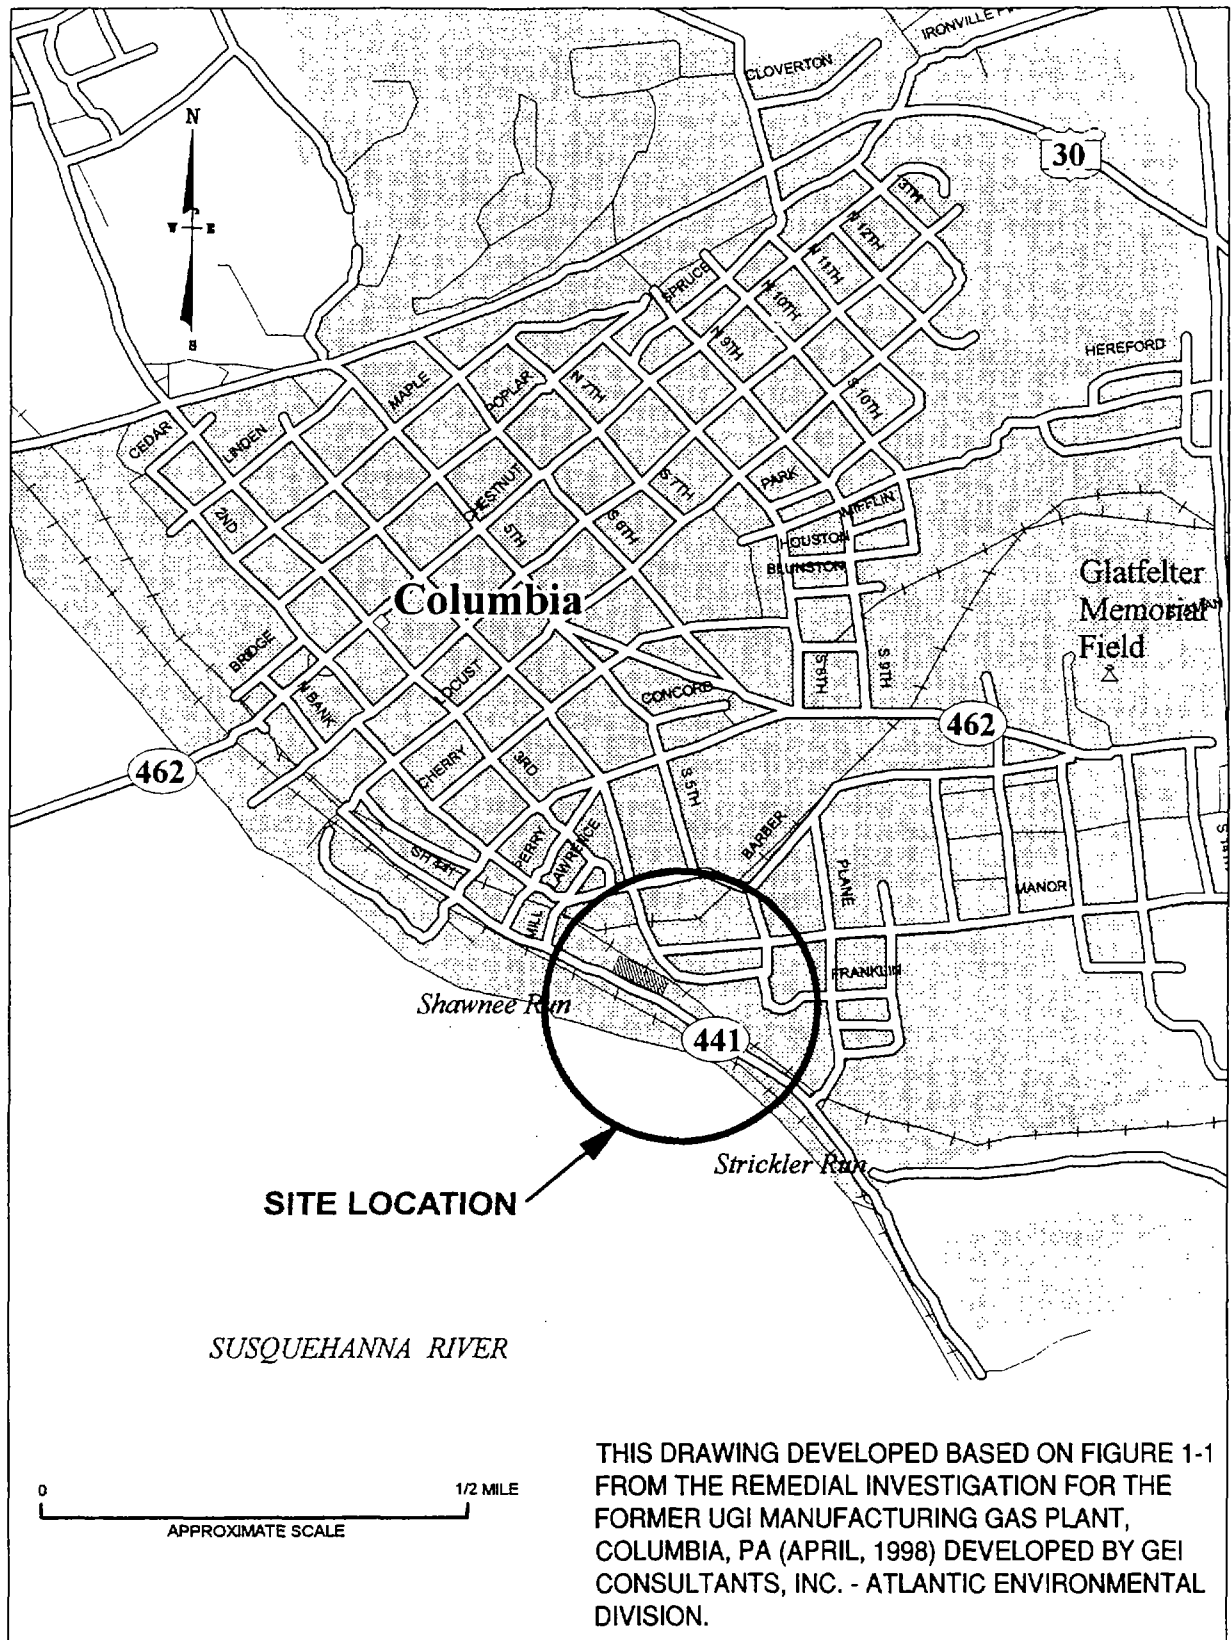 IRONVILLE
CLOVERTON
N
30
W E
13TH
N 12TH
N 11TH
SPRUCE
N 10TH
S
N 9TH
HEREFORD
MAPLE
POPLAR
N 7TH
S 10TH
CEDAR
LINDEN
CHESTNUT
S 7TH
PARK
2ND
5TH
S 6TH
MIFFLIN
HOUSTON
BLUNSTON
Glatfelter
Memorial
Field
Columbia
BRIDGE
LOCUST
S 8TH
S 9TH
N BANK
CONCORD
462
462
CHERRY
3RD
S 5TH
BARBER
SR 441
PERRY
LAWRENCE
PLANE
MANOR
MILL
FRANKLIN
Shawnee Run
441
Strickler Run
SITE LOCATION
SUSQUEHANNA RIVER
0 1/2 MILE
APPROXIMATE SCALE
THIS DRAWING DEVELOPED BASED ON FIGURE 1-1
FROM THE REMEDIAL INVESTIGATION FOR THE
FORMER UGI MANUFACTURING GAS PLANT,
COLUMBIA, PA (APRIL, 1998) DEVELOPED BY GEI
CONSULTANTS, INC. - ATLANTIC ENVIRONMENTAL
DIVISION.